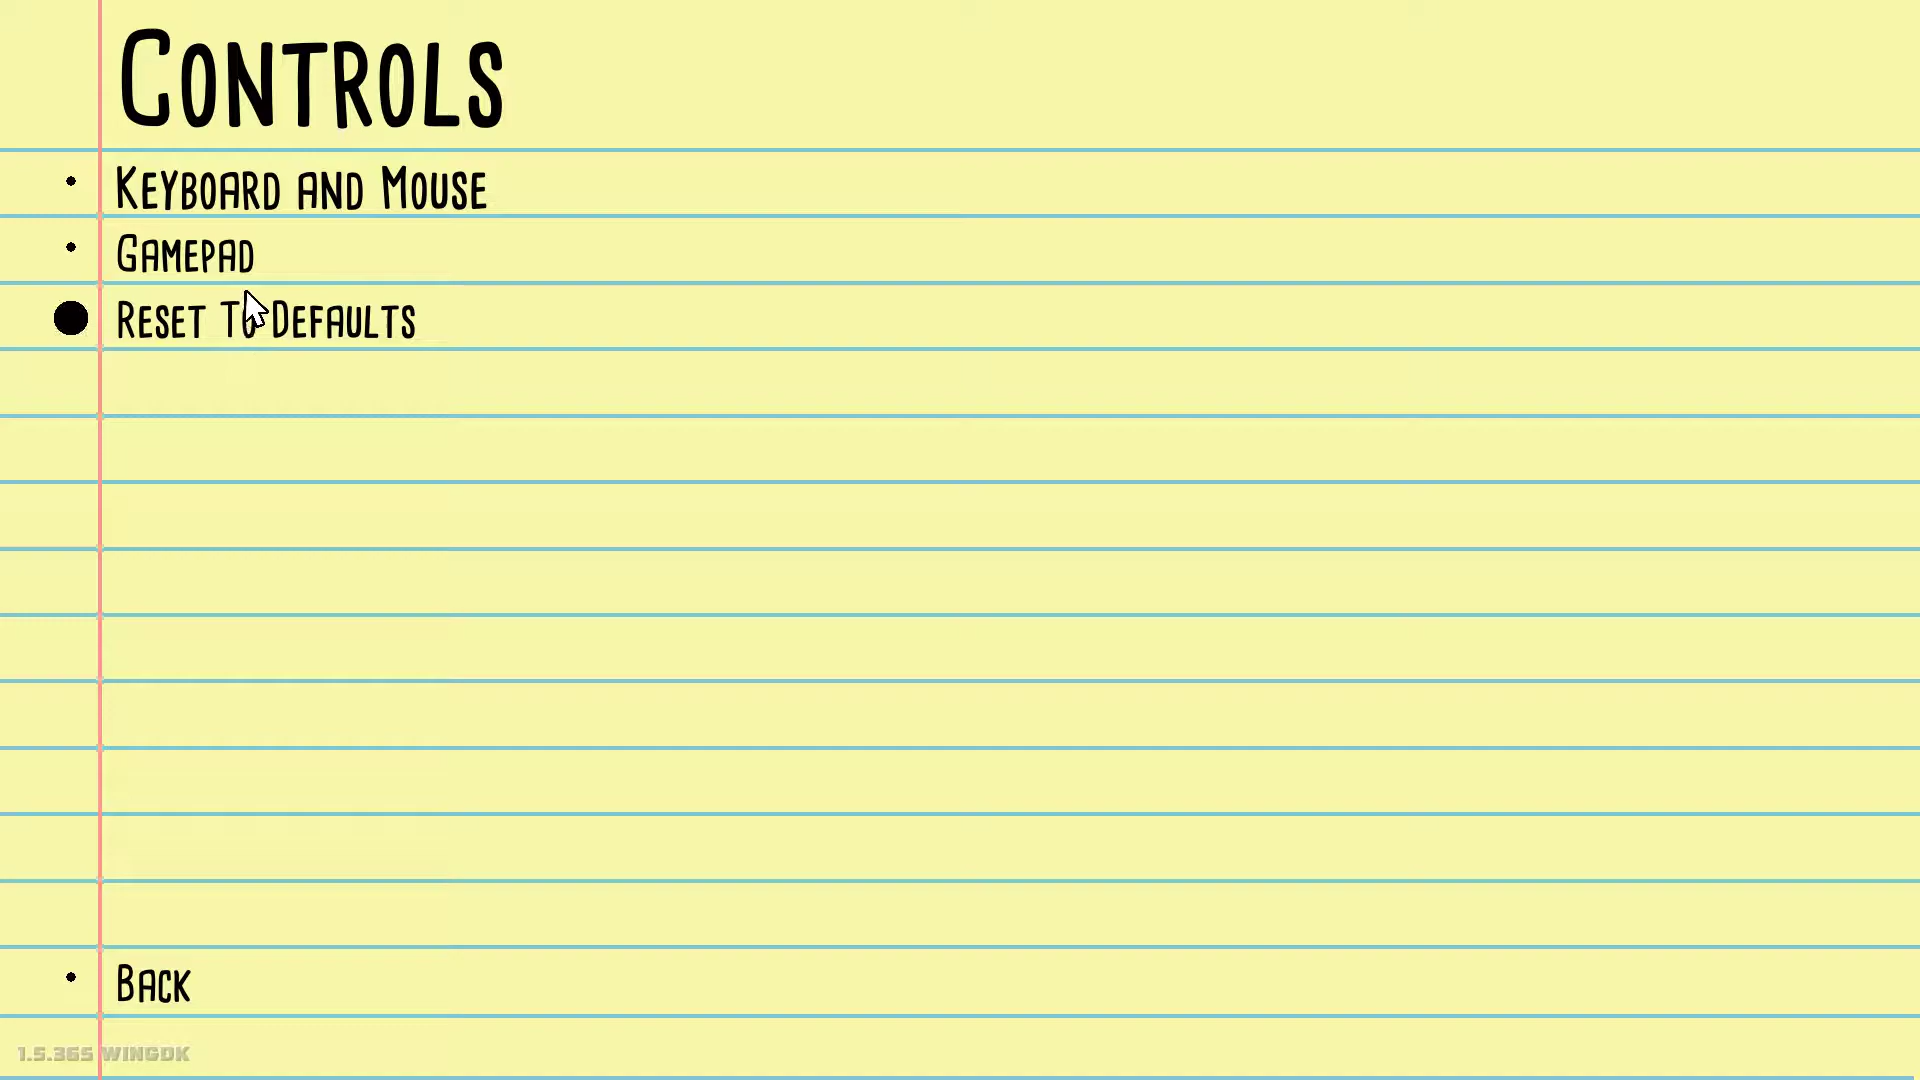 Controls
Keyboard and Mouse
Gamepad
Reset To Defaults
Back
1.5.365 WINGDK